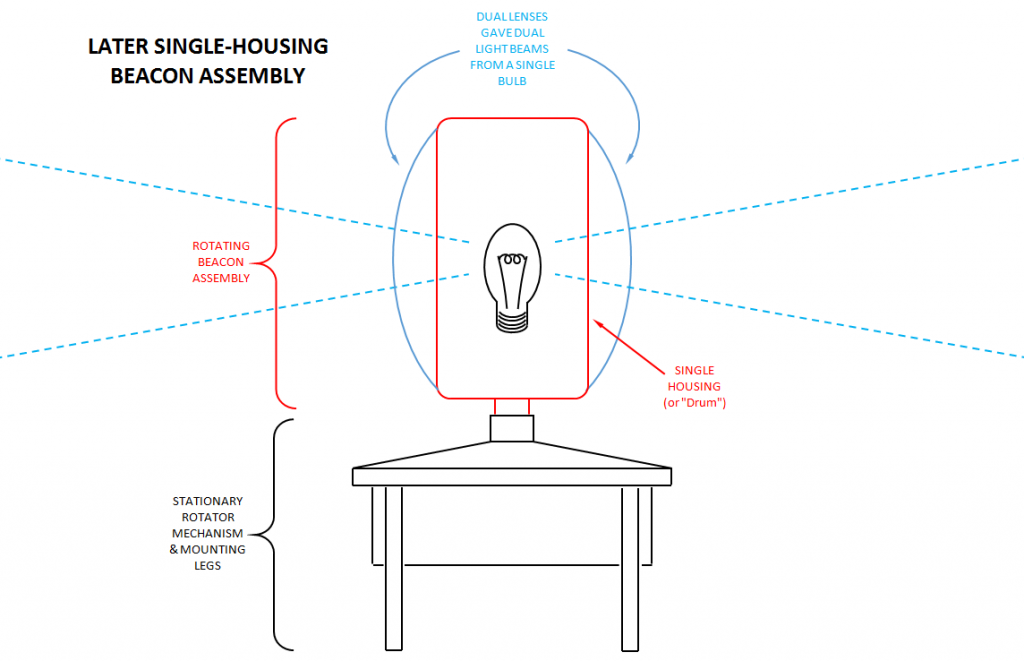 LATER SINGLE-HOUSING
BEACON ASSEMBLY
DUAL LENSES
GAVE DUAL
LIGHT BEAMS
FROM A SINGLE
BULB
ROTATING
BEACON
ASSEMBLY
SINGLE
HOUSING
(or "Drum")
STATIONARY
ROTATOR
MECHANISM
& MOUNTING
LEGS